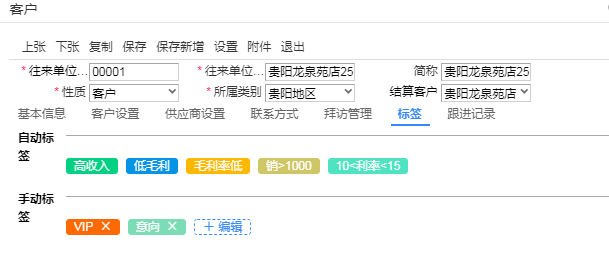 客户
上张 下张 复制 保存 保存新增 设置 附件 退出
* 往来单位... 00001 * 往来单位... 贵阳龙泉苑店25 简称 贵阳龙泉苑店25
* 性质 客户 * 所属类别 贵阳地区 结算客户 贵阳龙泉苑店
基本信息 客户设置 供应商设置 联系方式 拜访管理 标签 跟进记录
自动标
签
高收入 低毛利 毛利率低 销>1000 10<利率<15
手动标
签
VIP × 意向 × + 编辑